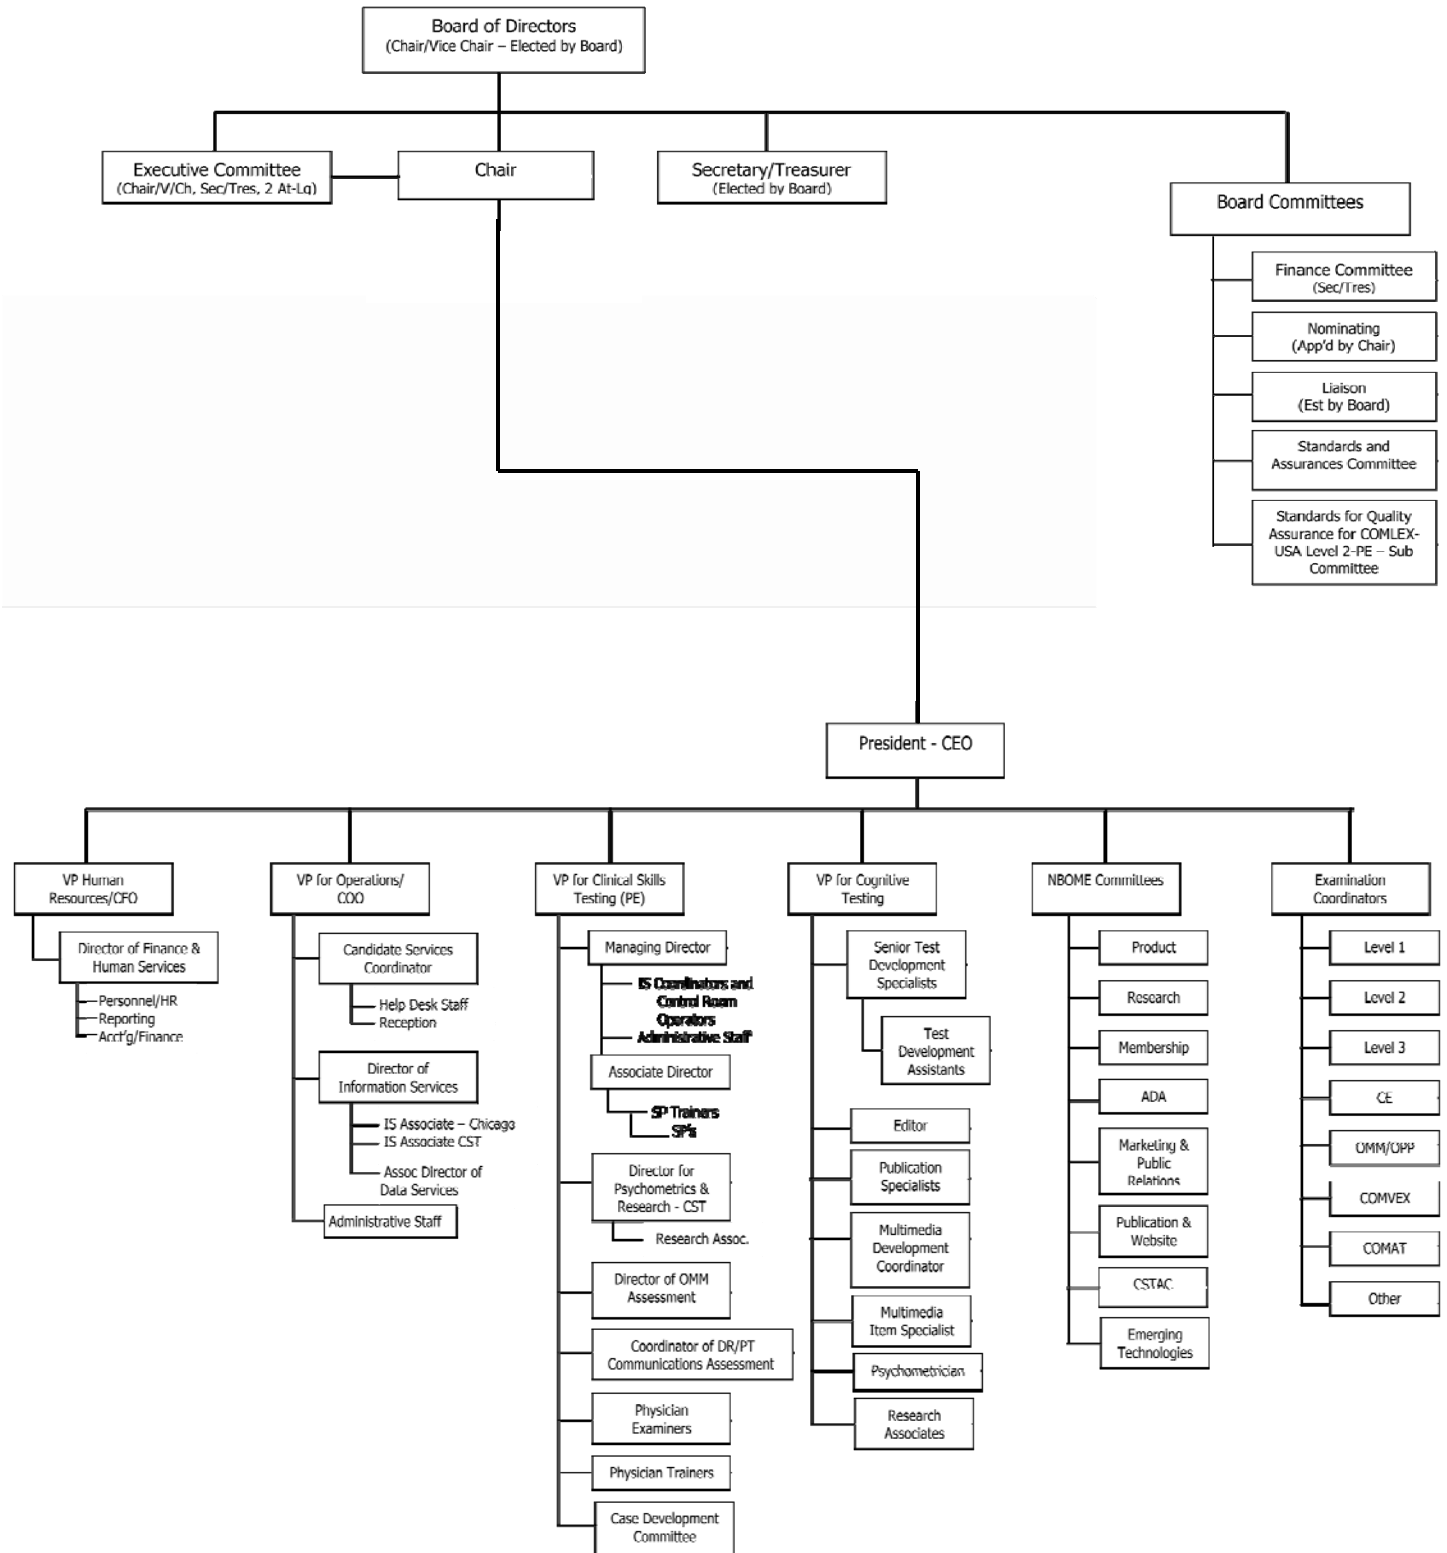 Board of Directors
(Chair/Vice Chair – Elected by Board)
Executive Committee
(Chair/V/Ch, Sec/Tres, 2 At-Lg)
Chair
Secretary/Treasurer
(Elected by Board)
Board Committees
Finance Committee
(Sec/Tres)
Nominating
(App'd by Chair)
Liaison
(Est by Board)
Standards and
Assurances Committee
Standards for Quality
Assurance for COMLEX-
USA Level 2-PE – Sub
Committee
President - CEO
VP Human
Resources/CFO
Director of Finance &
Human Services
Personnel/HR
Reporting
Acct'g/Finance
VP for Operations/
COO
Candidate Services
Coordinator
Help Desk Staff
Reception
Director of
Information Services
IS Associate – Chicago
IS Associate CST
Assoc Director of
Data Services
Administrative Staff
VP for Clinical Skills
Testing (PE)
Managing Director
IS Coordinators and
Control Room
Operators
Administrative Staff
Associate Director
SP Trainers
SP's
Director for
Psychometrics &
Research - CST
Research Assoc.
Director of OMM
Assessment
Coordinator of DR/PT
Communications Assessment
Physician
Examiners
Physician Trainers
Case Development
Committee
VP for Cognitive
Testing
Senior Test
Development
Specialists
Test
Development
Assistants
Editor
Publication
Specialists
Multimedia
Development
Coordinator
Multimedia
Item Specialist
Psychometrician
Research
Associates
NBOME Committees
Product
Research
Membership
ADA
Marketing &
Public
Relations
Publication &
Website
CSTAC
Emerging
Technologies
Examination
Coordinators
Level 1
Level 2
Level 3
CE
OMM/OPP
COMVEX
COMAT
Other